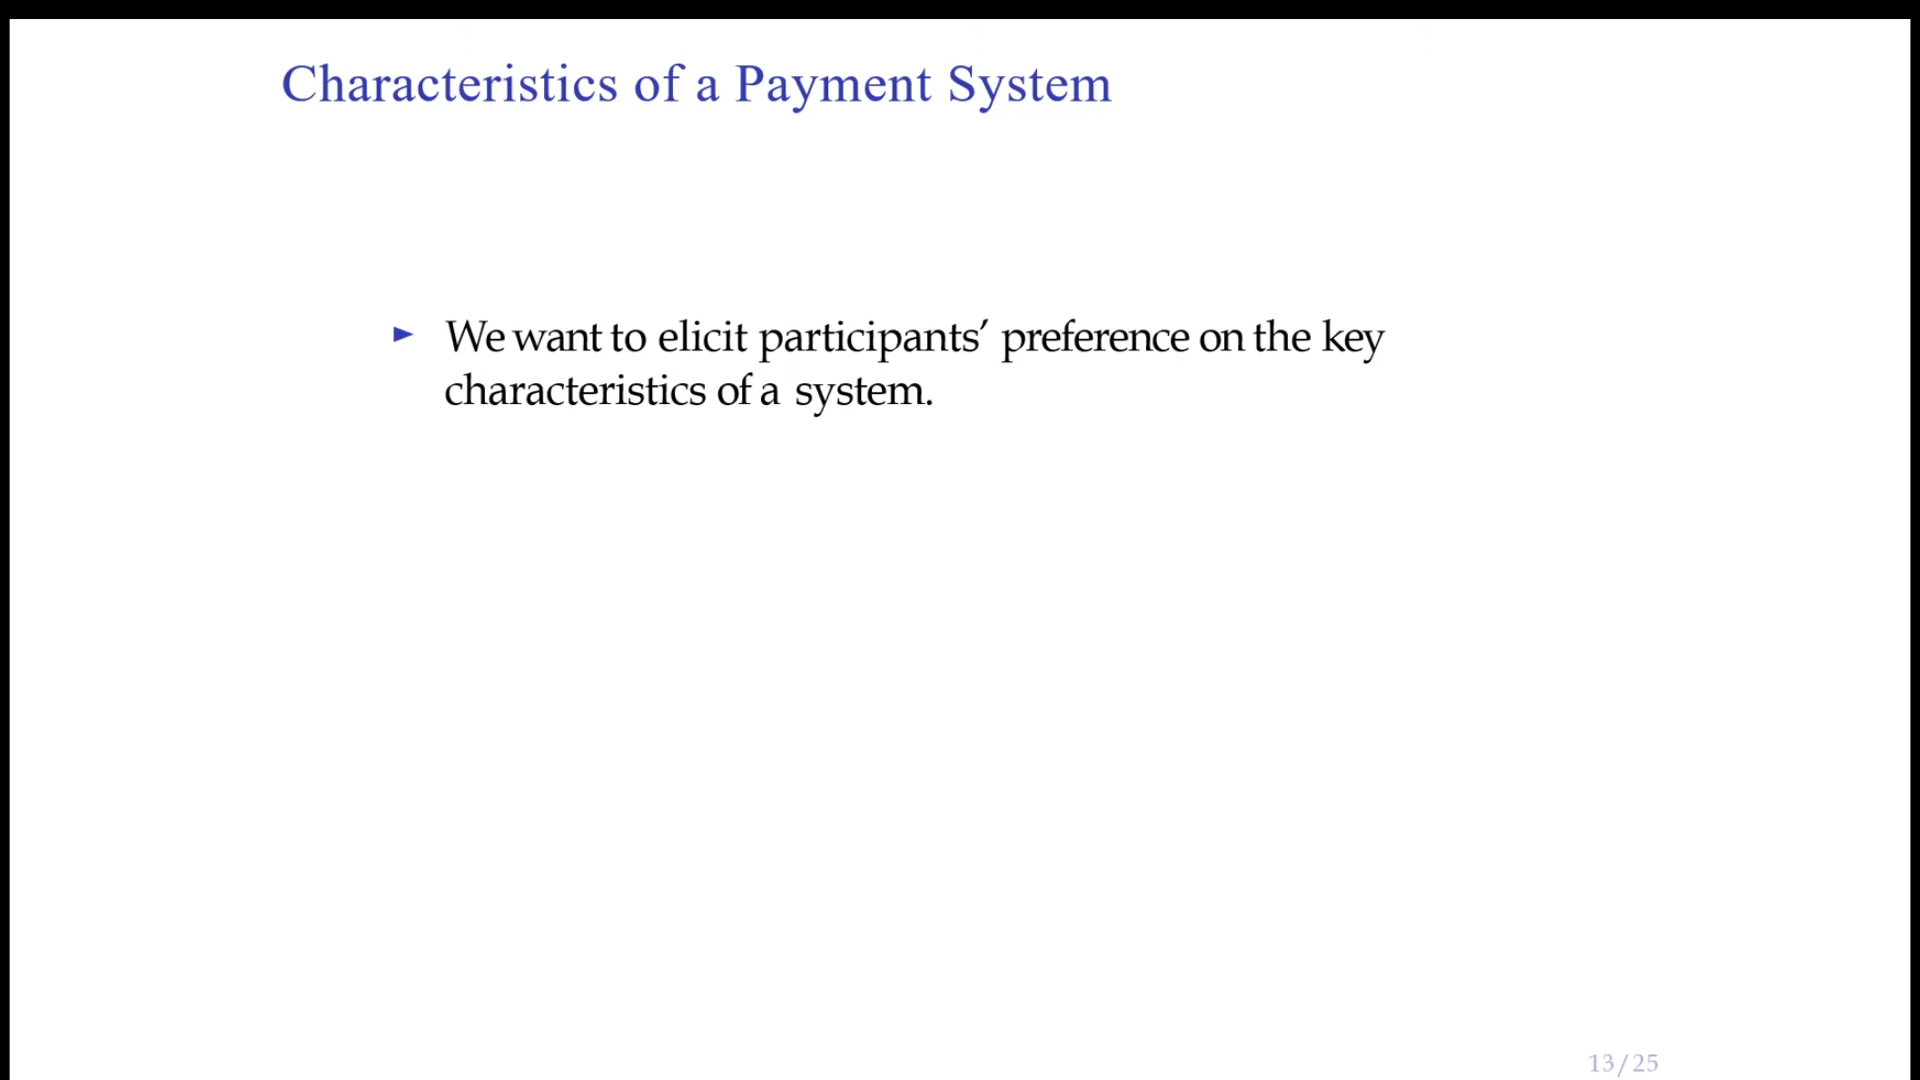 Characteristics of a Payment System
► We want to elicit participants’ preference on the key
characteristics of a system.
13/25